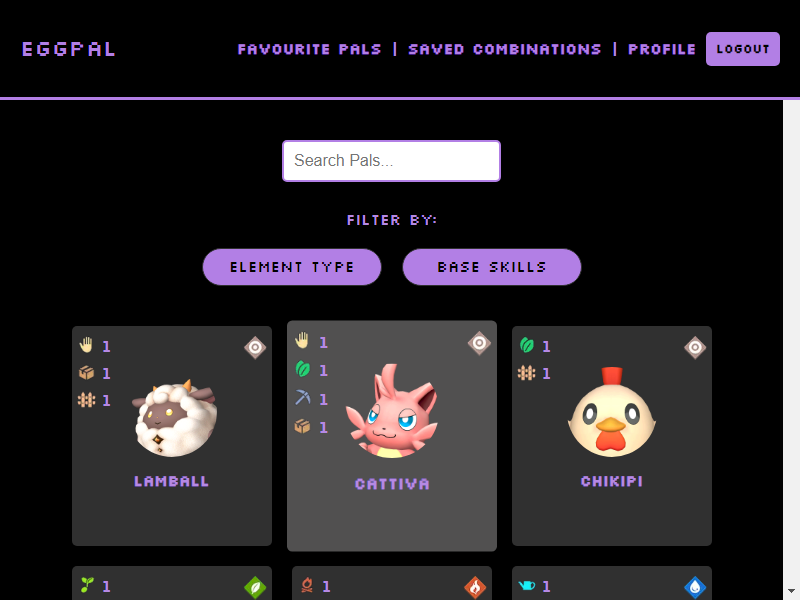 EGGPAL
FAVOURITE PALS | SAVED COMBINATIONS | PROFILE
LOGOUT
Search Pals...
FILTER BY:
ELEMENT TYPE
BASE SKILLS
1
1
1
LAMBALL
1
1
1
1
CATTIVA
1
1
CHIKIPI
1
1
1